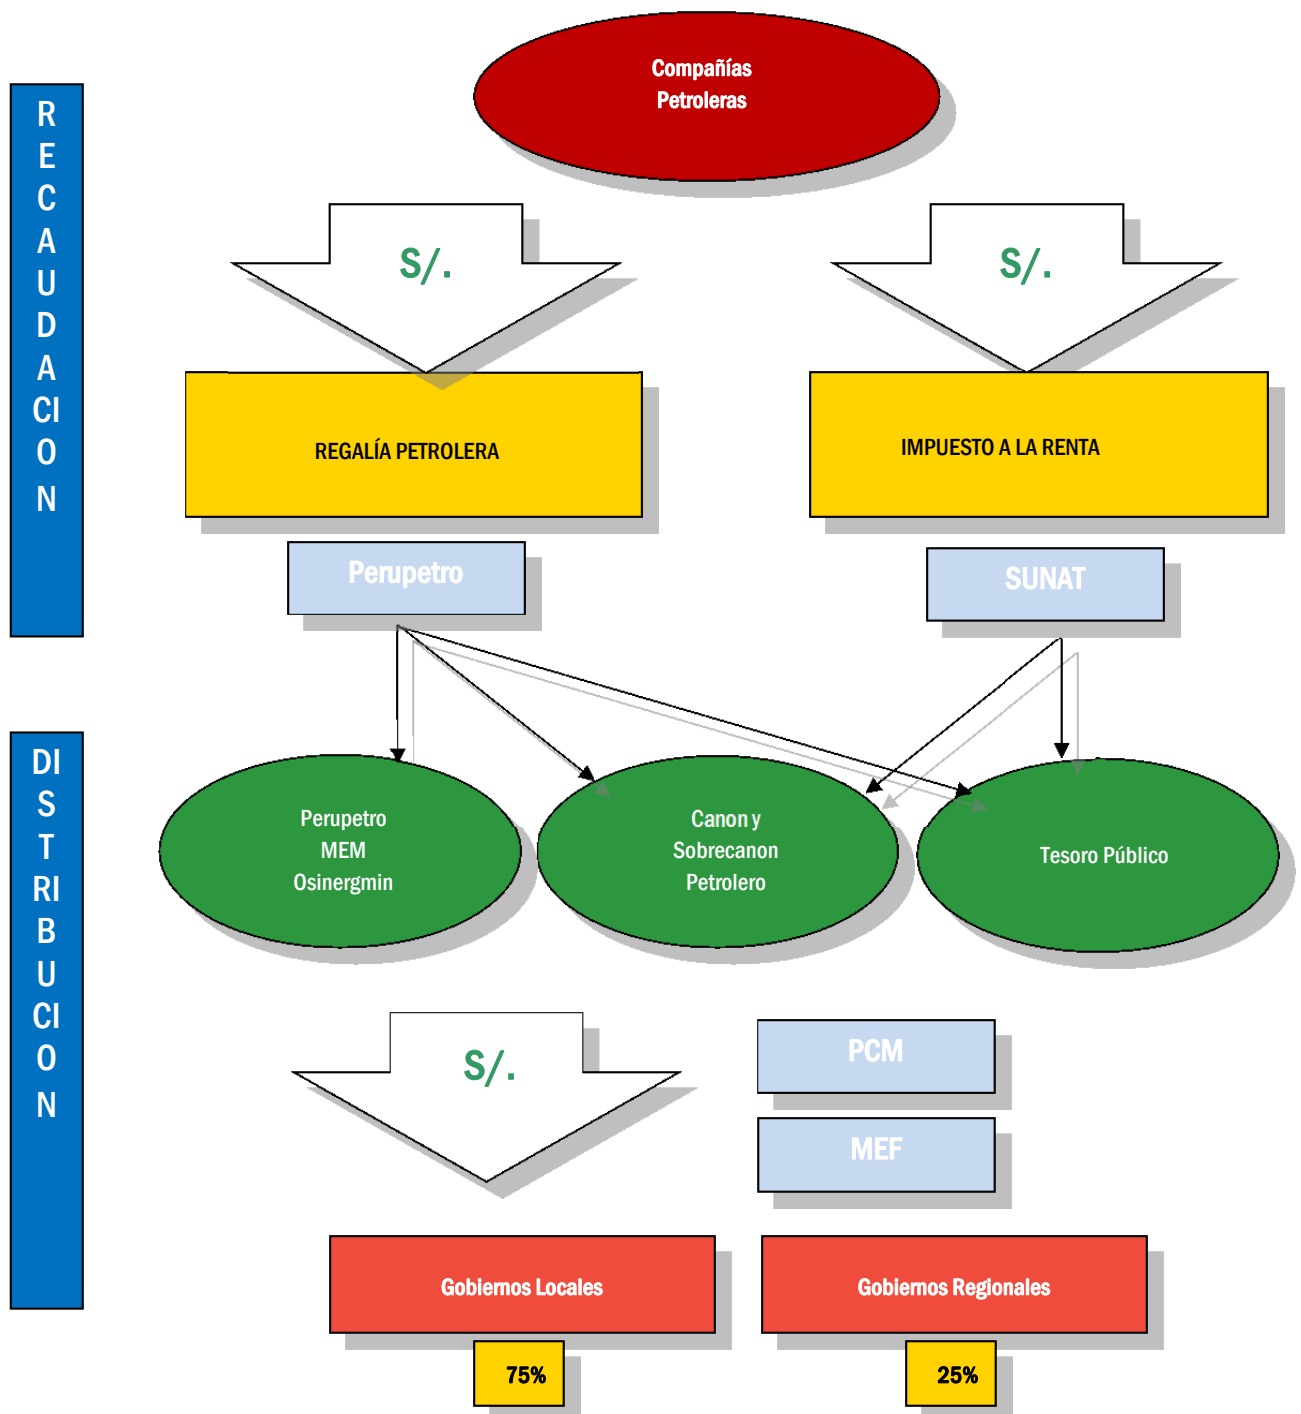 Compañías
Petroleras
R
E
C
A
U
D
A
CI
O
N
S/.
S/.
REGALÍA PETROLERA
IMPUESTO A LA RENTA
Perupetro
SUNAT
DI
S
T
RI
B
U
CI
O
N
Perupetro
MEM
Osinergmin
Canon y
Sobrecanon
Petrolero
Tesoro Público
S/.
PCM
MEF
Gobiernos Locales
Gobiernos Regionales
75%
25%